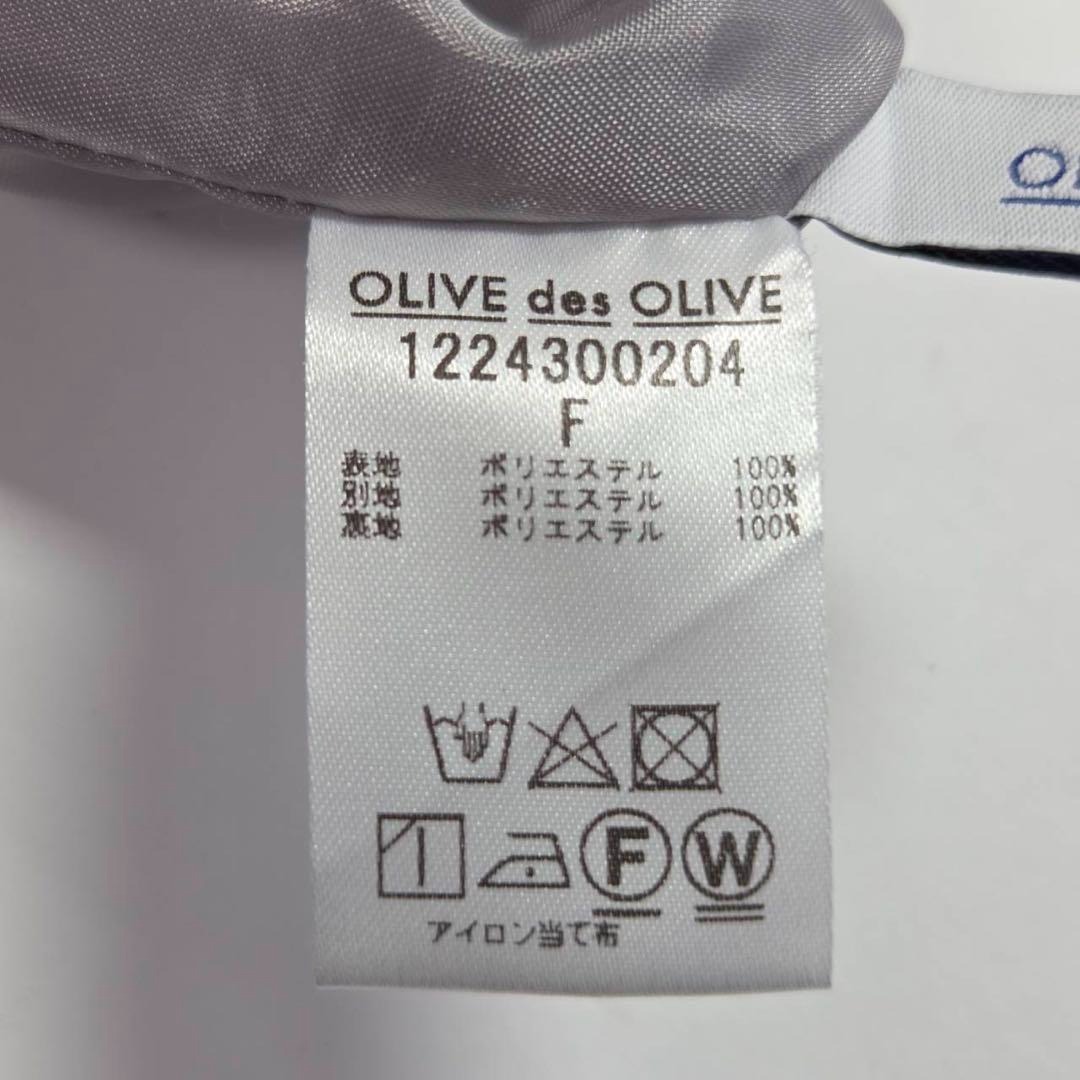 OLIVE des OLIVE
1224300204
F
表地 ポリエステル 100%
別地 ポリエステル 100%
裏地 ポリエステル 100%
F W
アイロン当て布